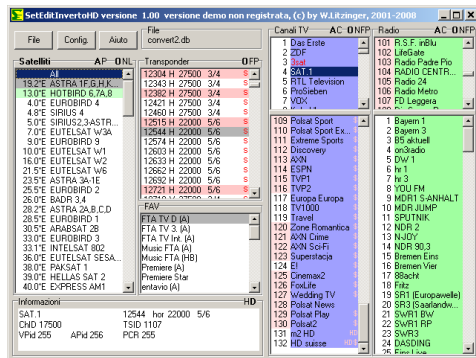 SetEditInvertoHD versione 1.00 versione demo non registrata, (c) by W.Litzinger, 2001-2008
File
Config.
Aiuto
File
convert2.db
Satelliti AP-ONL
All
19.2°E ASTRA 1F,G,H,K...
13.0°E HOTBIRD 6,7A,8
4.0°E EUROBIRD 4
4.8°E SIRIUS 4
5.0°E SIRIUS2,3-ASTR...
7.0°E EUTELSAT W3A
9.0°E EUROBIRD 9
10.0°E EUTELSAT W1
16.0°E EUTELSAT W2
21.5°E EUTELSAT W6
23.5°E ASTRA 3A-1E
25.5°E EUROBIRD 2
26.0°E BADR 3,4
28.2°E ASTRA 2A,B,C,D
28.5°E EUROBIRD 1
30.5°E ARABSAT 2B
33.0°E EUROBIRD 3
33.1°E INTELSAT 802
36.0°E EUTELSAT SESA...
38.0°E PAKSAT 1
39.0°E HELLAS SAT 2
40.0°E EXPRESS AM1
Transponder OFP
12304 H 27500 3/4 S
12343 H 27500 3/4 S
12382 H 27500 3/4 S
12421 H 27500 3/4 S
12460 H 27500 3/4 S
12515 H 22000 5/6 S
12544 H 22000 5/6 S
12574 H 22000 5/6 S
12603 H 22000 5/6 S
12633 H 22000 5/6 S
12662 H 22000 5/6 S
12692 H 22000 5/6 S
12721 H 22000 5/6 S
FAV
FTA TV D (A)
FTA TV 3. (A)
FTA TV Int. (A)
Music FTA (A)
Music FTA (HB)
Premiere (A)
Premiere Star
entavio (A)
Informazioni HD
SAT.1 12544 hor 22000 5/6
CHD 17500 TSID 1107
VPid 255 APid 256 PCR 255
Canali TV AC ONFP
1 Das Erste
2 ZDF
3 3sat
4 SAT.1
5 RTL Television
6 ProSieben
7 VOX
109 Polsat Sport S
110 Polsat Sport Ex... S
111 Extreme Sports S
112 Discovery S
113 AXN S
114 ESPN S
115 TVP1 S
116 TVP2 S
117 Europa Europa S
118 TV1000 S
119 Travel S
120 Zone Romantica S
121 AXN Crime S
122 AXN Sci-Fi S
123 Superstacja S
124 E! S
125 Cinemax2 S
126 FoxLife S
127 Wedding TV S
128 Polsat News
129 Polsat Play S
130 Polsat2 S
131 m2 HD HDS
132 HD suisse HDS
Radio AC ONFP
101 R.S.F. inBlu
102 LifeGate
103 Radio Padre Pio
104 RADIO CENTR...
105 Radio 24
106 Radio Metro
107 FD Leggera
1 Bayern 1
2 Bayern 3
3 B5 aktuell
4 on3radio
5 DW 1
6 hr 1
7 hr 3
8 YOU FM
9 MDR1 S-ANHALT
10 MDR JUMP
11 SPUTNIK
12 NDR 2
13 N-JOY
14 NDR 90,3
15 Bremen Eins
16 Bremen Vier
17 88acht
18 Fritz
19 SR1 (Europawelle)
20 SR3 (Saarlandw...
21 SWR1 BW
22 SWR1 RP
23 SWR3
24 DASDING
25 Eins Live